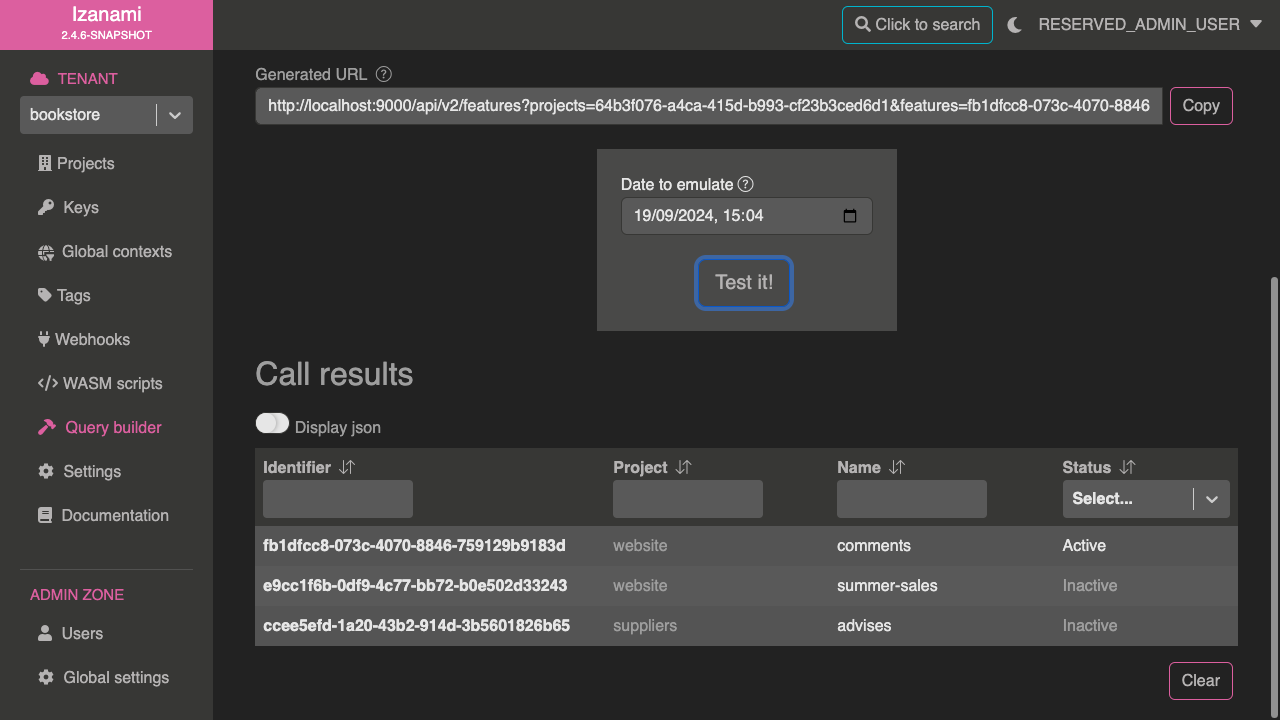 Izanami
2.4.6-SNAPSHOT
Click to search
RESERVED_ADMIN_USER
TENANT
bookstore
Projects
Keys
Global contexts
Tags
Webhooks
WASM scripts
Query builder
Settings
Documentation
ADMIN ZONE
Users
Global settings
Generated URL
http://localhost:9000/api/v2/features?projects=64b3f076-a4ca-415d-b993-cf23b3ced6d1&features=fb1dfcc8-073c-4070-8846
Copy
Date to emulate
19/09/2024, 15:04
Test it!
Call results
Display json
Identifier Project Name Status
Select...
fb1dfcc8-073c-4070-8846-759129b9183d website comments Active
e9cc1f6b-0df9-4c77-bb72-b0e502d33243 website summer-sales Inactive
ccee5efd-1a20-43b2-914d-3b5601826b65 suppliers advises Inactive
Clear